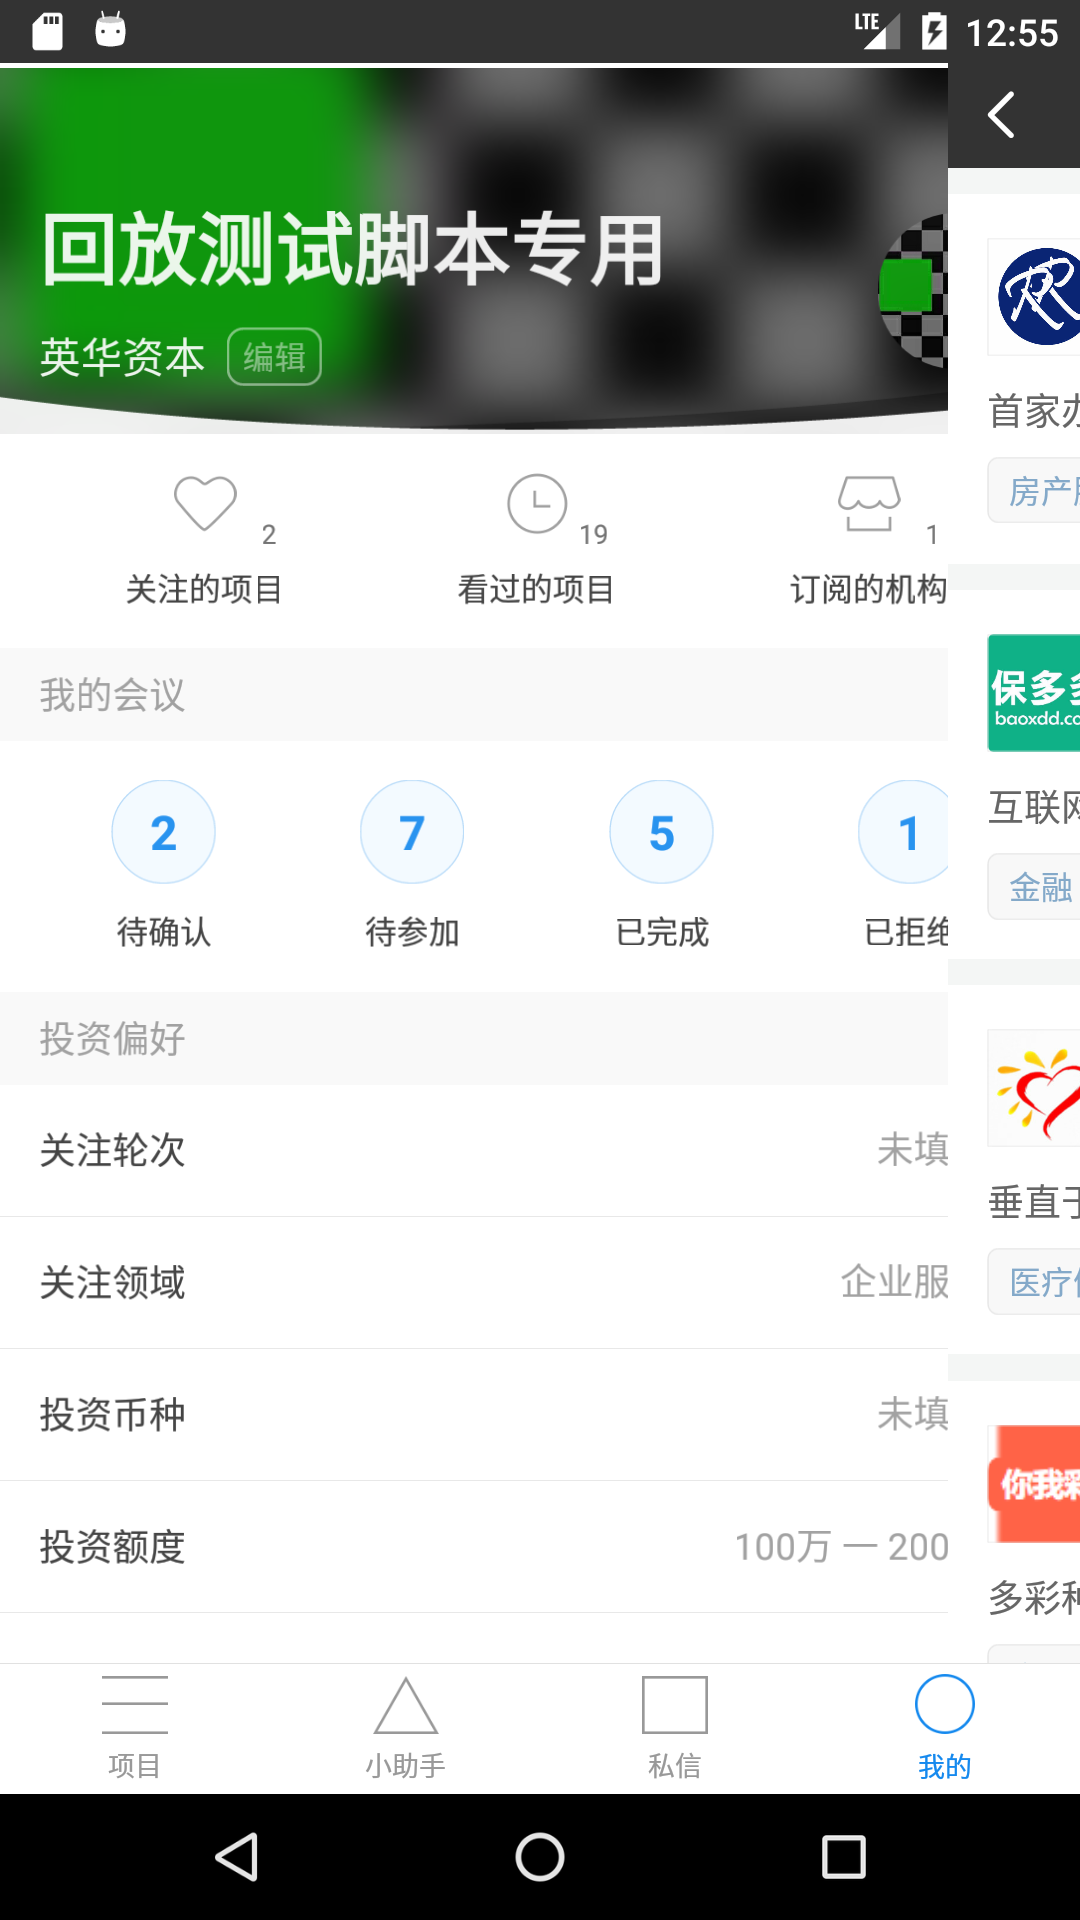 LTE 12:55
回放测试脚本专用
英华资本 编辑
2
19
1
关注的项目
看过的项目
订阅的机构
我的会议
2
7
5
1
待确认
待参加
已完成
已拒绝
投资偏好
关注轮次
未填
关注领域
企业服
投资币种
未填
投资额度
100万 一 200
首家办
房产服
保多多
baoxdd.co
互联网
金融
垂直于
医疗健
你我彩
多彩种
项目
小助手
私信
我的